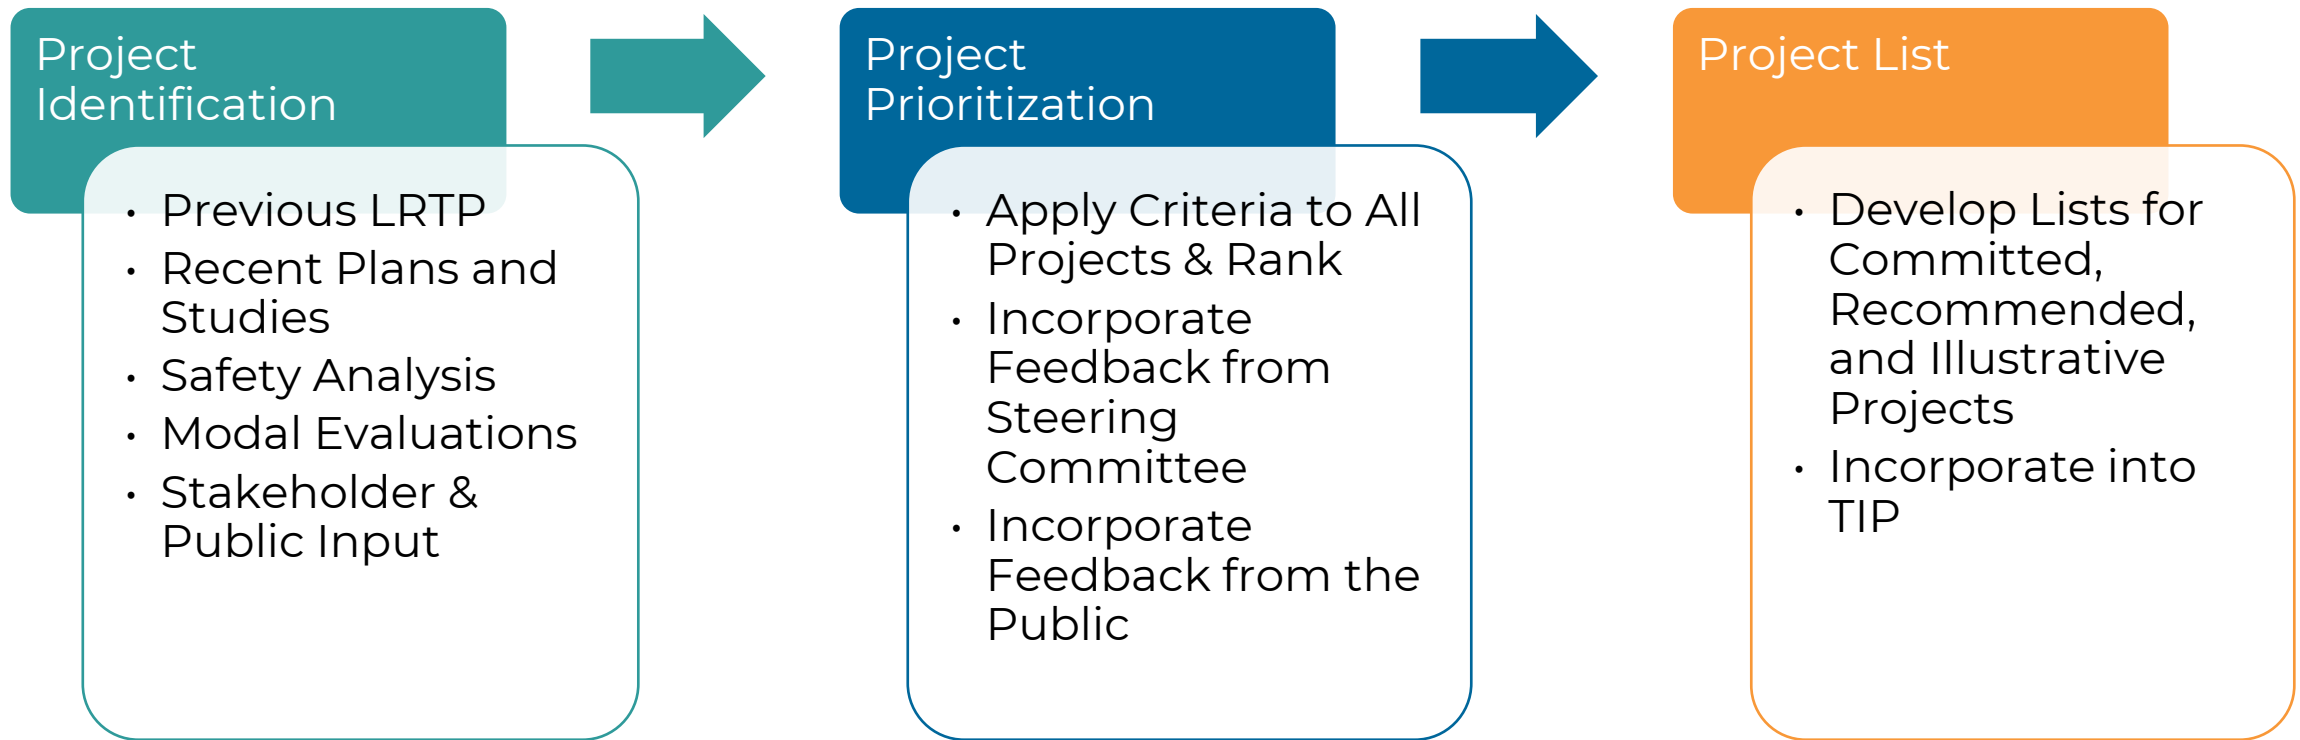 Project
Identification
• Previous LRTP
• Recent Plans and
Studies
• Safety Analysis
• Modal Evaluations
• Stakeholder &
Public Input
Project
Prioritization
• Apply Criteria to All
Projects & Rank
• Incorporate
Feedback from
Steering
Committee
• Incorporate
Feedback from the
Public
Project List
• Develop Lists for
Committed,
Recommended,
and Illustrative
Projects
• Incorporate into
TIP